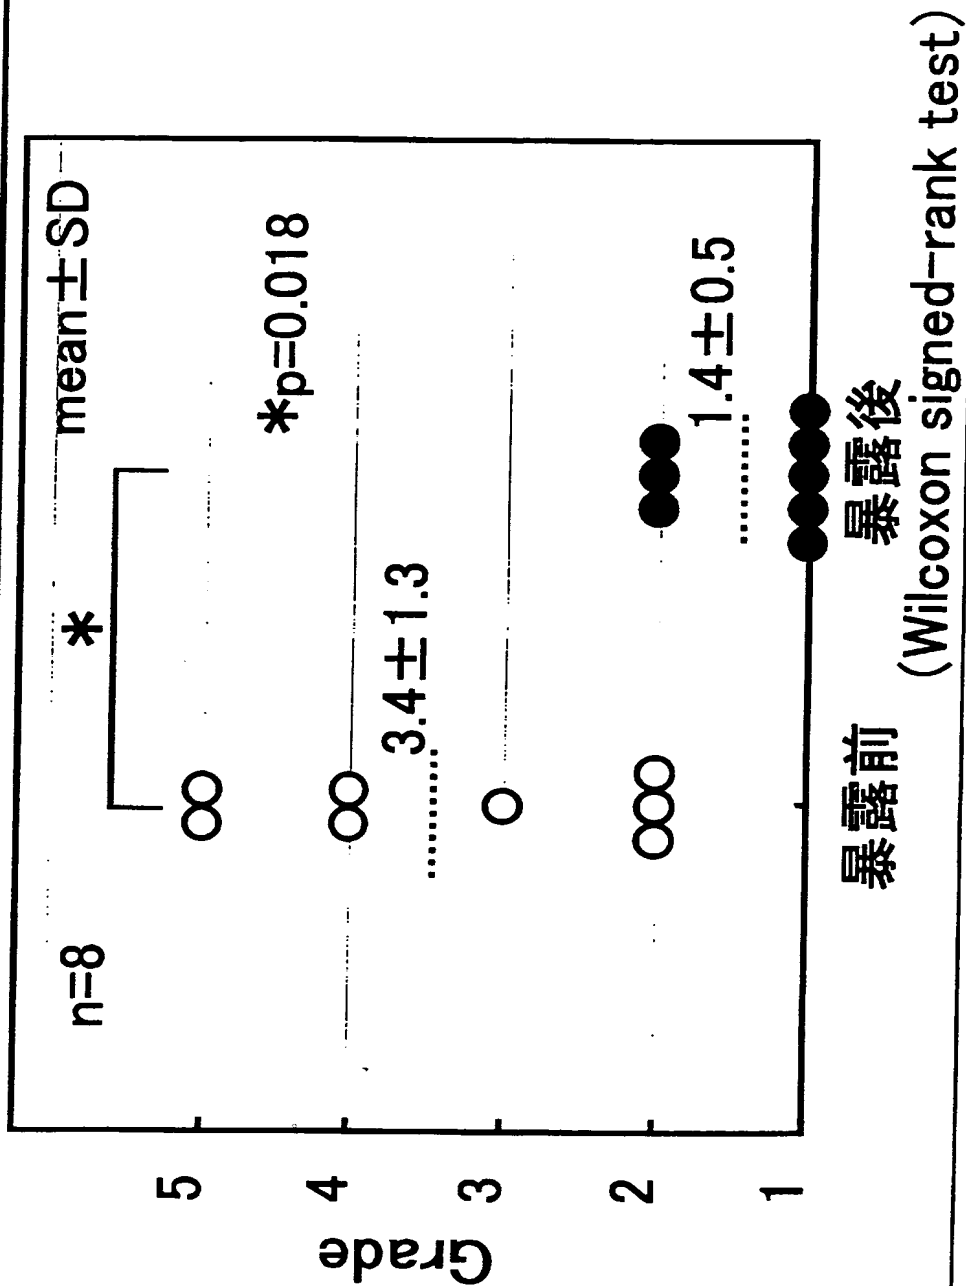 n=8
mean±SD
*
*p=0.018
3.4±1.3
1.4±0.5
Grade
5
4
3
2
1
暴露前
暴露後
(Wilcoxon signed-rank test)